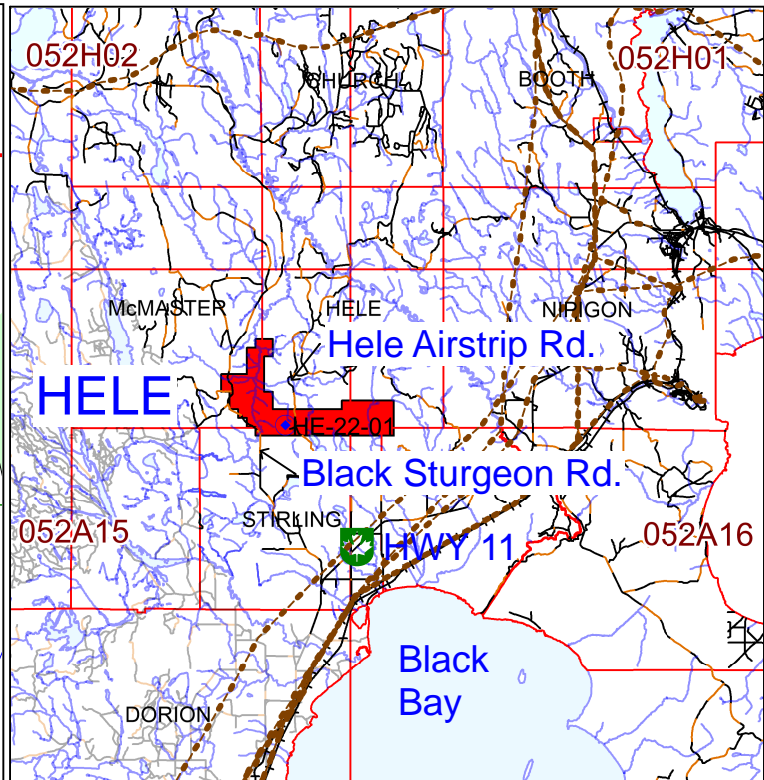 052H02
CHURCH
BOOTH
052H01
McMASTER
HELE
NIPIGON
Hele Airstrip Rd.
HELE
HE-22-01
Black Sturgeon Rd.
STIRLING
052A15
HWY 11
052A16
Black
Bay
DORION